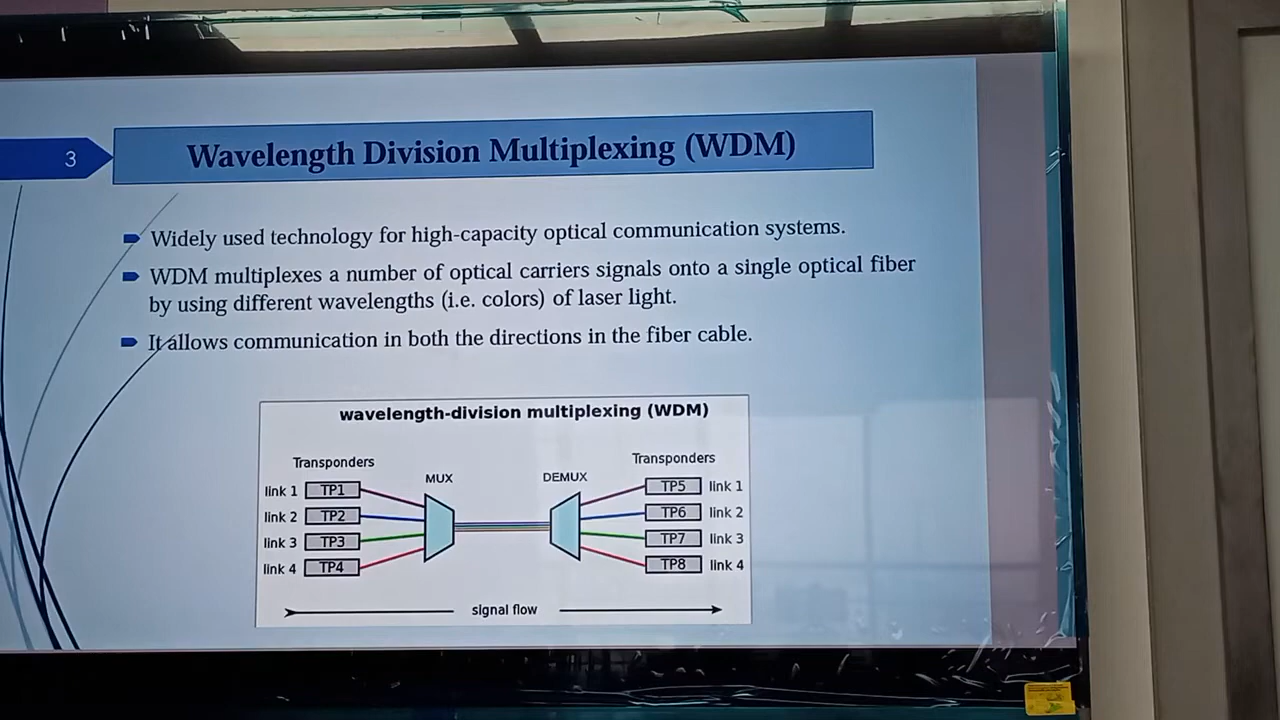 3
Wavelength Division Multiplexing (WDM)
Widely used technology for high-capacity optical communication systems.
WDM multiplexes a number of optical carriers signals onto a single optical fiber
by using different wavelengths (i.e. colors) of laser light.
It allows communication in both the directions in the fiber cable.
wavelength-division multiplexing (WDM)
Transponders
Transponders
MUX
DEMUX
link 1 TP1
TP5 link 1
link 2 TP2
TP6 link 2
link 3 TP3
TP7 link 3
link 4 TP4
TP8 link 4
signal flow